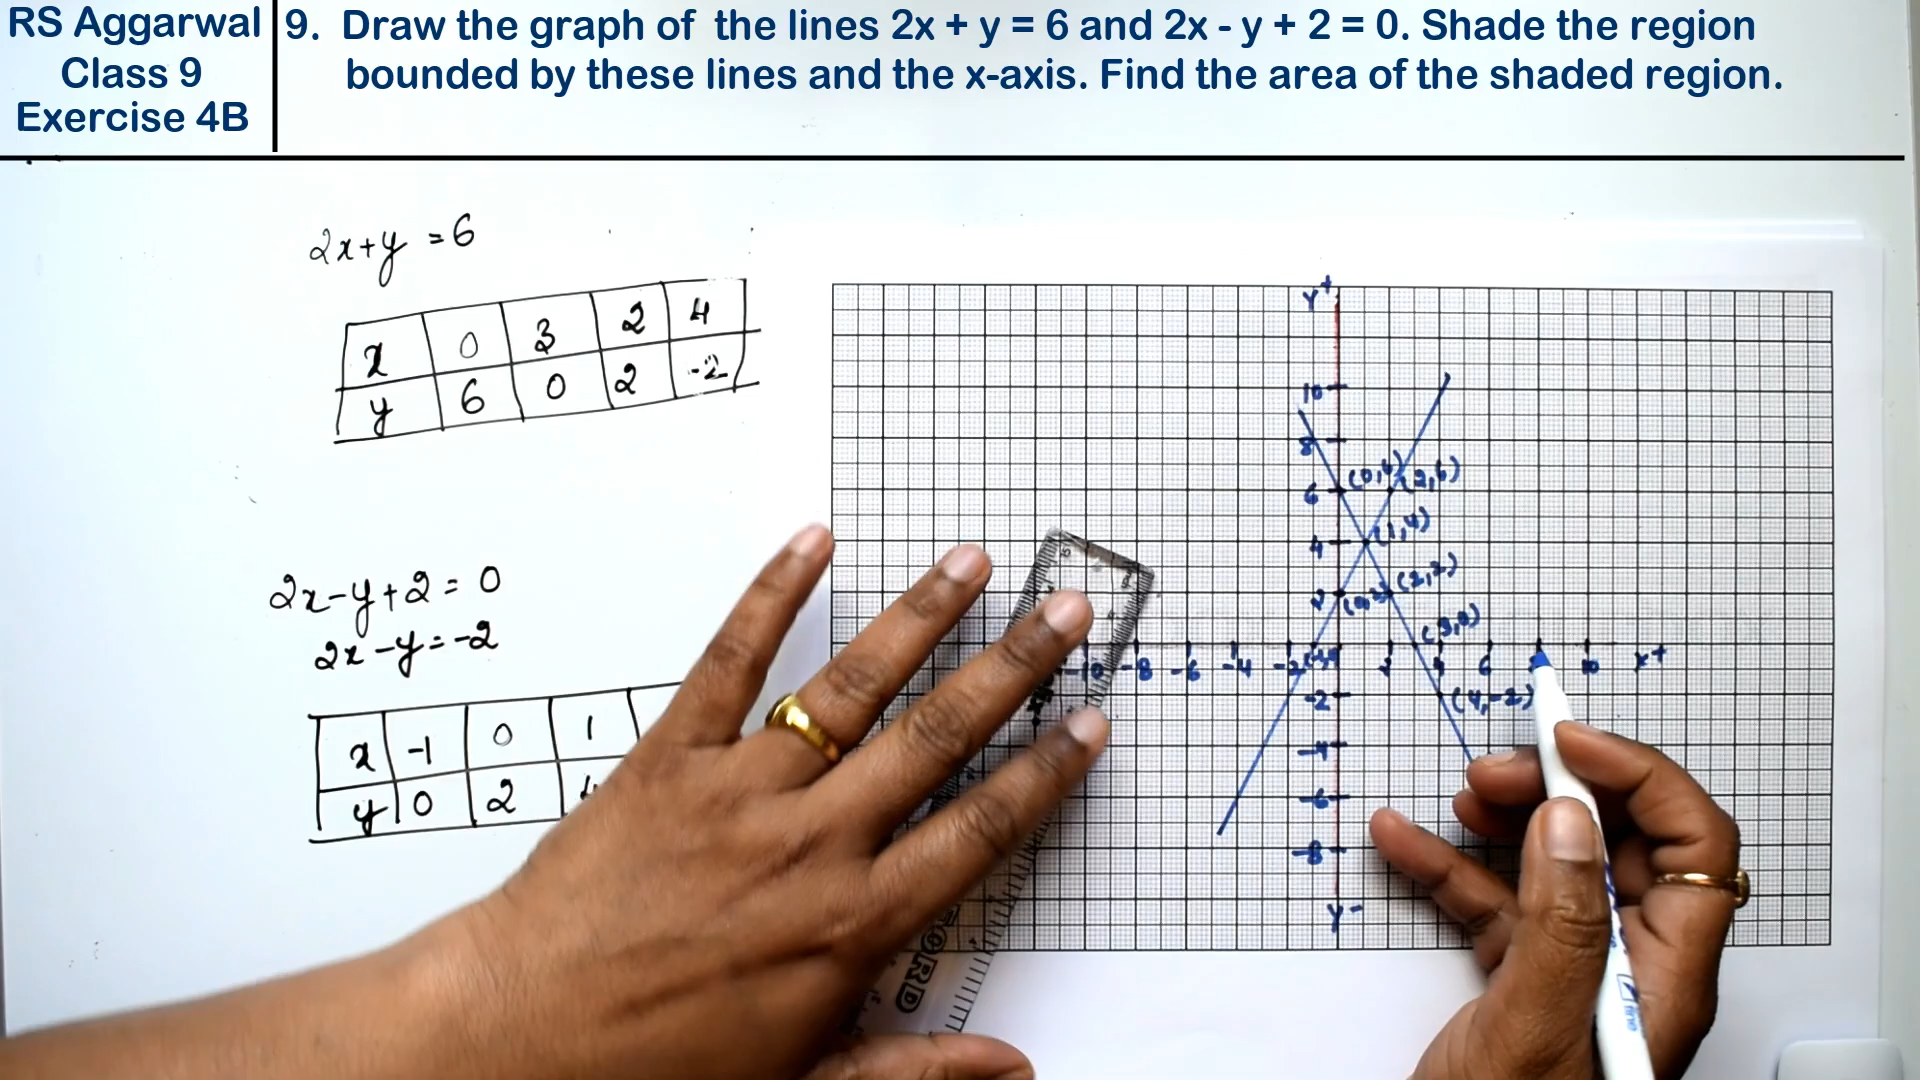 RS Aggarwal
Class 9
Exercise 4B
9. Draw the graph of the lines 2x + y = 6 and 2x - y + 2 = 0. Shade the region
bounded by these lines and the x-axis. Find the area of the shaded region.
2x+y = 6
x 0 3 2 4
y 6 0 2 -2
2x-y+2 = 0
2x-y = -2
x -1 0 1
y 0 2
Y+
10
8
6 (0,6) (2,6)
4 (1,4)
2 (2,2)
(3,0)
-10 -8 -6 -4 -2 6 10 x+
-2 (4,-2)
-4
-6
-8
Y-